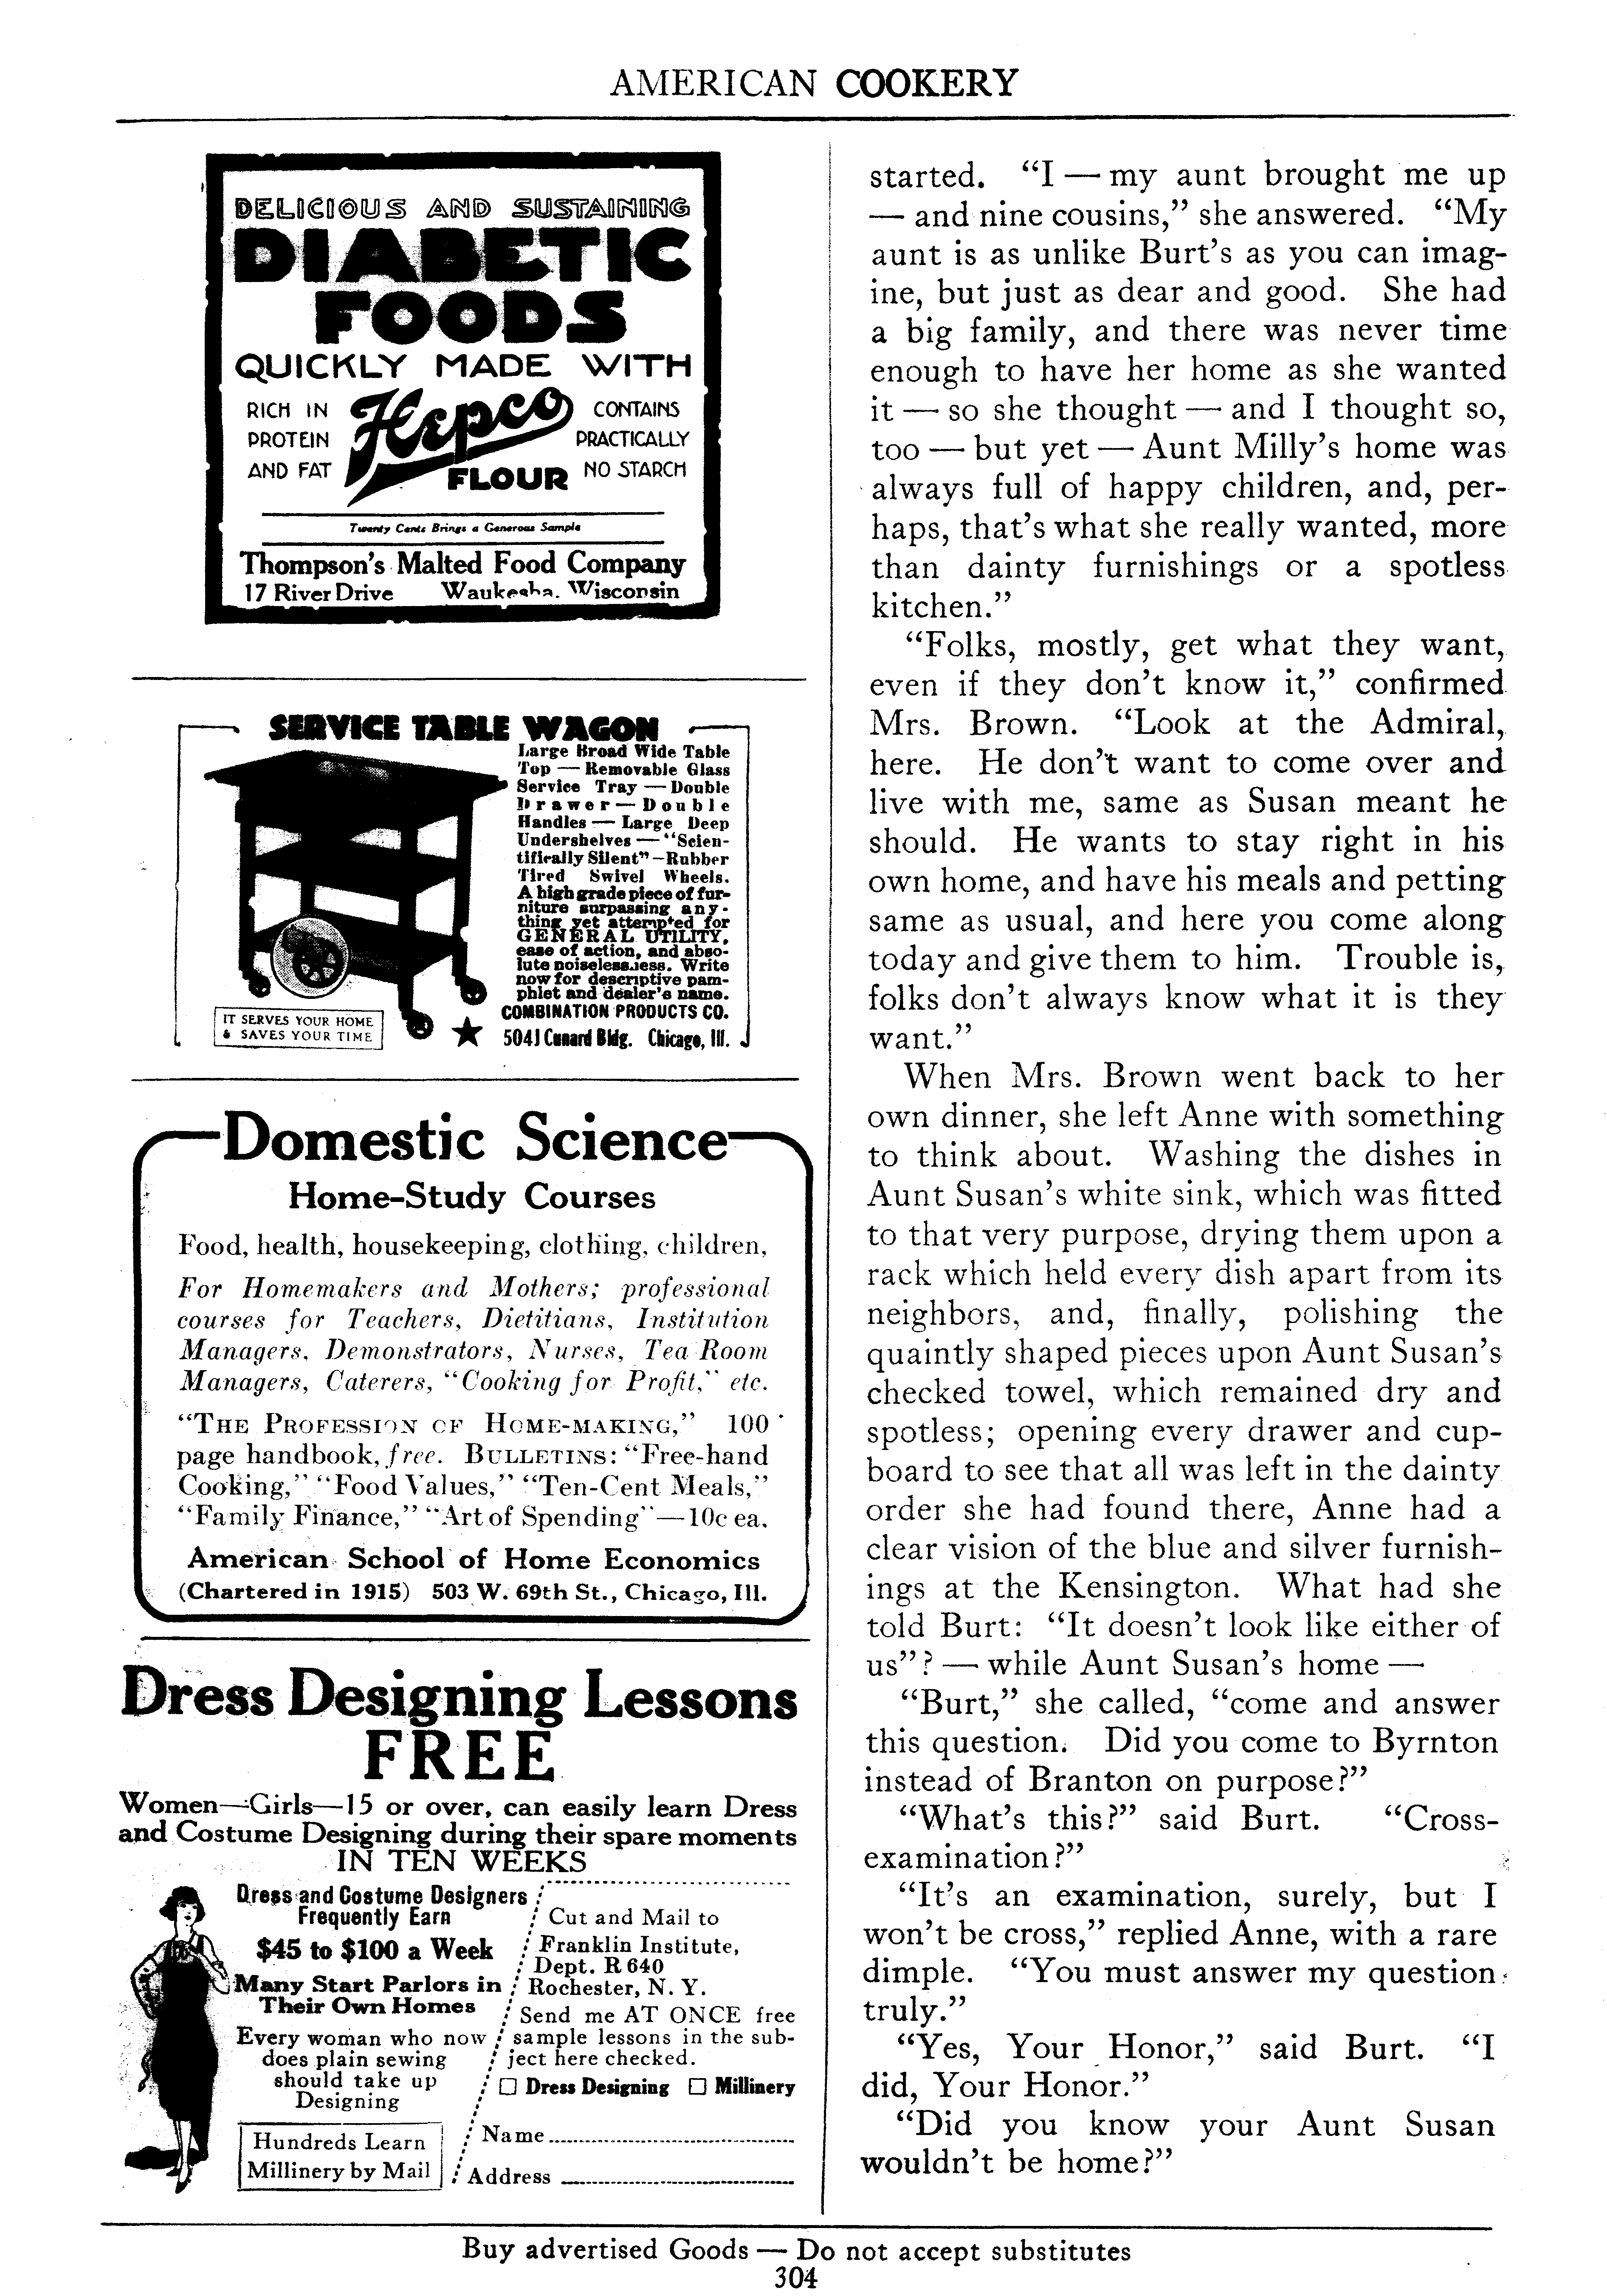 AMERICAN COOKERY
DELICIOUS AND SUSTAINING
DIABETIC
FOODS
QUICKLY MADE WITH
RICH IN
PROTEIN
AND FAT
Hepco
FLOUR
CONTAINS
PRACTICALLY
NO STARCH
Twenty Cents Brings a Generous Sample
Thompson's Malted Food Company
17 River Drive Waukesha, Wisconsin
SERVICE TABLE WAGON
Large Broad Wide Table
Top — Removable Glass
Service Tray — Double
Drawer — Double
Handles — Large Deep
Undershelves — "Scien-
tifically Silent" — Rubber
Tired Swivel Wheels.
A high grade piece of fur-
niture surpassing any-
thing yet attempted for
GENERAL UTILITY,
ease of action, and abso-
lute noiselessness. Write
now for descriptive pam-
phlet and dealer's name.
COMBINATION PRODUCTS CO.
504J Cunard Bldg. Chicago, Ill.
IT SERVES YOUR HOME
& SAVES YOUR TIME
Domestic Science
Home-Study Courses
Food, health, housekeeping, clothing, children,
For Homemakers and Mothers; professional
courses for Teachers, Dietitians, Institution
Managers, Demonstrators, Nurses, Tea Room
Managers, Caterers, "Cooking for Profit," etc.
"THE PROFESSION OF HOME-MAKING," 100
page handbook, free. BULLETINS: "Free-hand
Cooking," "Food Values," "Ten-Cent Meals,"
"Family Finance," "Art of Spending"—10c ea.
American School of Home Economics
(Chartered in 1915) 503 W. 69th St., Chicago, Ill.
Dress Designing Lessons
FREE
Women—Girls—15 or over, can easily learn Dress
and Costume Designing during their spare moments
IN TEN WEEKS
Dress and Costume Designers
Frequently Earn
$45 to $100 a Week
Many Start Parlors in
Their Own Homes
Every woman who now
does plain sewing
should take up
Designing
Hundreds Learn
Millinery by Mail
Cut and Mail to
Franklin Institute,
Dept. R 640
Rochester, N. Y.
Send me AT ONCE free
sample lessons in the sub-
ject here checked.
☐ Dress Designing ☐ Millinery
Name
Address
started. "I — my aunt brought me up
— and nine cousins," she answered. "My
aunt is as unlike Burt's as you can imag-
ine, but just as dear and good. She had
a big family, and there was never time
enough to have her home as she wanted
it — so she thought — and I thought so,
too — but yet — Aunt Milly's home was
always full of happy children, and, per-
haps, that's what she really wanted, more
than dainty furnishings or a spotless
kitchen."
"Folks, mostly, get what they want,
even if they don't know it," confirmed
Mrs. Brown. "Look at the Admiral,
here. He don't want to come over and
live with me, same as Susan meant he
should. He wants to stay right in his
own home, and have his meals and petting
same as usual, and here you come along
today and give them to him. Trouble is,
folks don't always know what it is they
want."
When Mrs. Brown went back to her
own dinner, she left Anne with something
to think about. Washing the dishes in
Aunt Susan's white sink, which was fitted
to that very purpose, drying them upon a
rack which held every dish apart from its
neighbors, and, finally, polishing the
quaintly shaped pieces upon Aunt Susan's
checked towel, which remained dry and
spotless; opening every drawer and cup-
board to see that all was left in the dainty
order she had found there, Anne had a
clear vision of the blue and silver furnish-
ings at the Kensington. What had she
told Burt: "It doesn't look like either of
us"? — while Aunt Susan's home —
"Burt," she called, "come and answer
this question. Did you come to Byrnton
instead of Branton on purpose?"
"What's this?" said Burt. "Cross-
examination?"
"It's an examination, surely, but I
won't be cross," replied Anne, with a rare
dimple. "You must answer my question
truly."
"Yes, Your Honor," said Burt. "I
did, Your Honor."
"Did you know your Aunt Susan
wouldn't be home?"
Buy advertised Goods — Do not accept substitutes
304